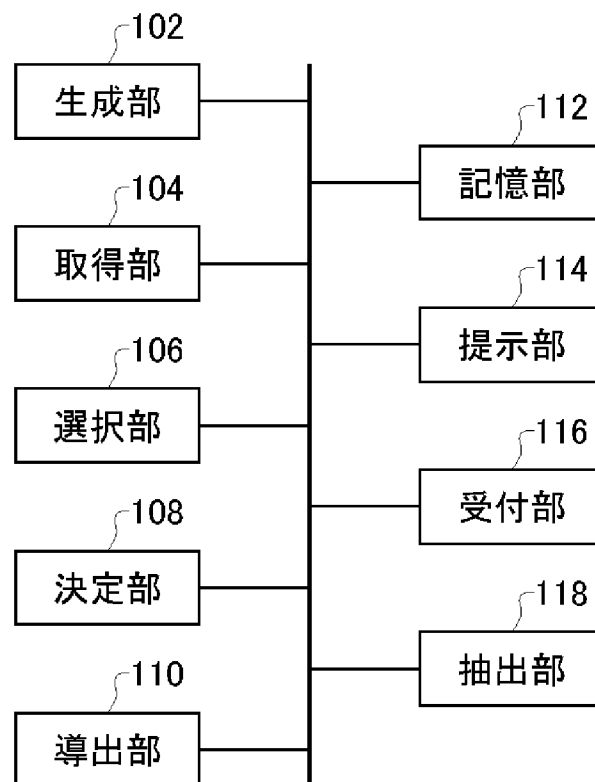 102
生成部
104
取得部
106
選択部
108
決定部
110
導出部
112
記憶部
114
提示部
116
受付部
118
抽出部